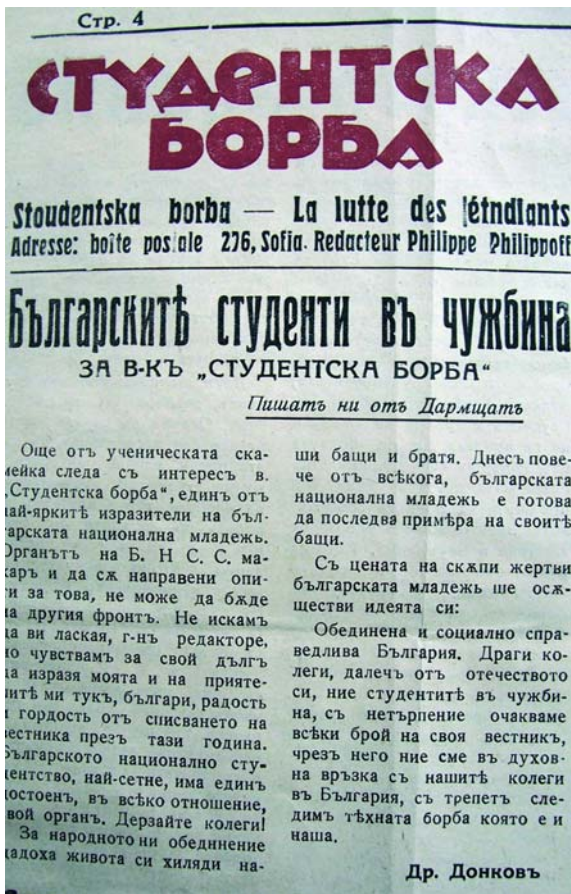 Стр. 4
СТУДЕНТСКА
БОРБА
Stoudentska borba — La lutte des létndlants
Adresse: boîte pos.ale 276, Sofia. Redacteur Philippe Philippoff
Българскитѣ студенти въ чужбина
ЗА В-КЪ „СТУДЕНТСКА БОРБА“
Пишатъ ни отъ Дармщатъ
Още отъ ученическата ска-
мейка следа съ интересъ в.
„Студентска борба“, единъ отъ
най-яркитѣ изразители на бъл-
гарската национална младежь.
Органътъ на Б. Н С. С. ма-
каръ и да сѫ направени опи-
ти за това, не може да бѫде
на другия фронтъ. Не искамъ
да ви лаская, г-нъ редакторе,
но чувствамъ за свой дългъ
да изразя моята и на прияте-
литѣ ми тукъ, българи, радость
и гордость отъ списването на
вестника презъ тази година.
Българското национално сту-
дентство, най-сетне, има единъ
достоенъ, въ всѣко отношение,
свой органъ. Дерзайте колеги!
За народното ни обединение
дадоха живота си хиляди на-
ши бащи и братя. Днесъ пове-
че отъ всѣкога, българската
национална младежь е готова
да последва примѣра на своитѣ
бащи.
Съ цената на скѫпи жертви
българската младежь ше осѫ-
ществи идеята си:
Обединена и социално спра-
ведлива България. Драги ко-
леги, далечъ отъ отечеството
си, ние студентитѣ въ чужби-
на, съ нетърпение очакваме
всѣки брой на своя вестникъ,
чрезъ него ние сме въ духов-
на връзка съ нашитѣ колеги
въ България, съ трепетъ сле-
димъ тѣхната борба която е и
наша.
Др. Донковъ